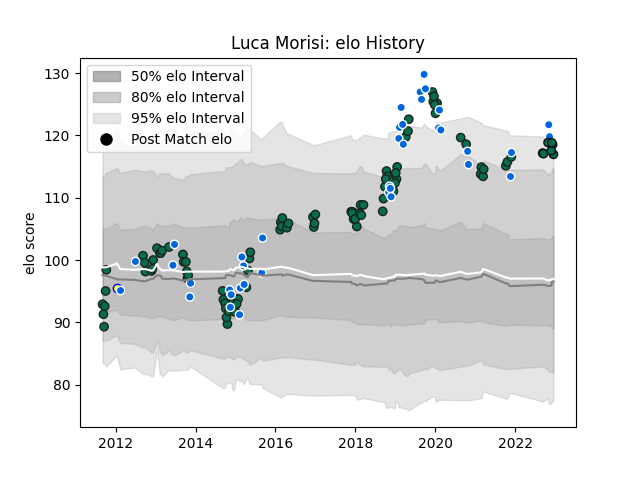 Luca Morisi: elo History
50% elo Interval
80% elo Interval
95% elo Interval
Post Match elo
elo score
130
120
110
100
90
80
2012
2014
2016
2018
2020
2022